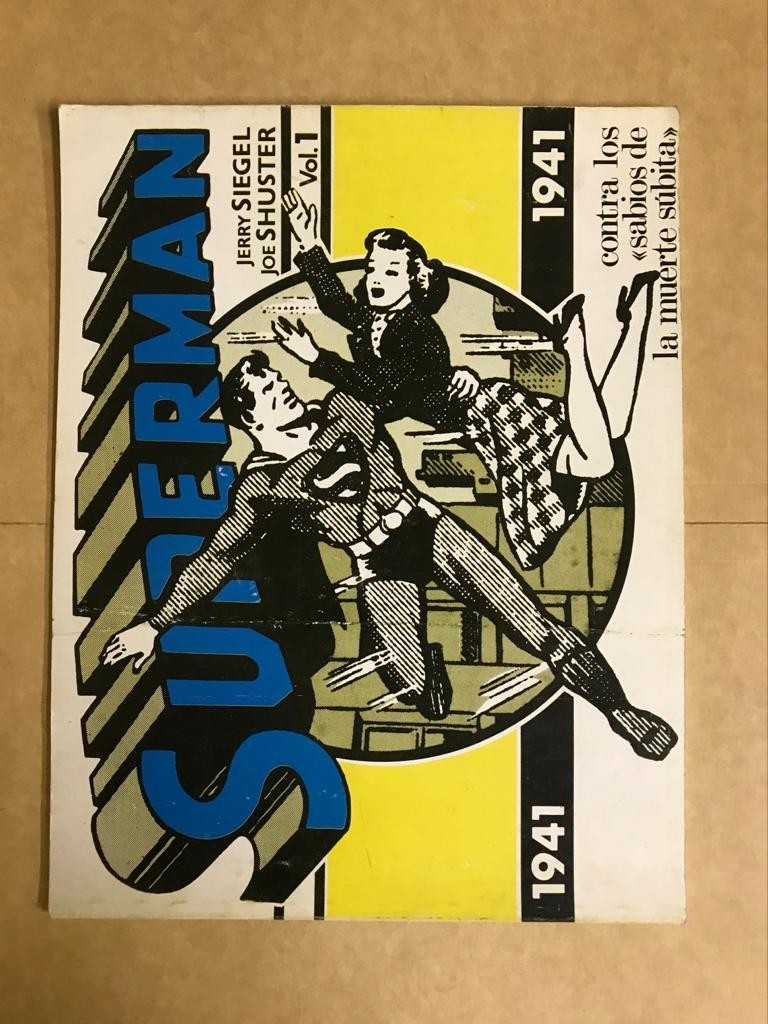 SUPERMAN
JERRY SIEGEL
JOE SHUSTER
Vol. 1
S
1941
1941
contra los
«sabios de
la muerte súbita»